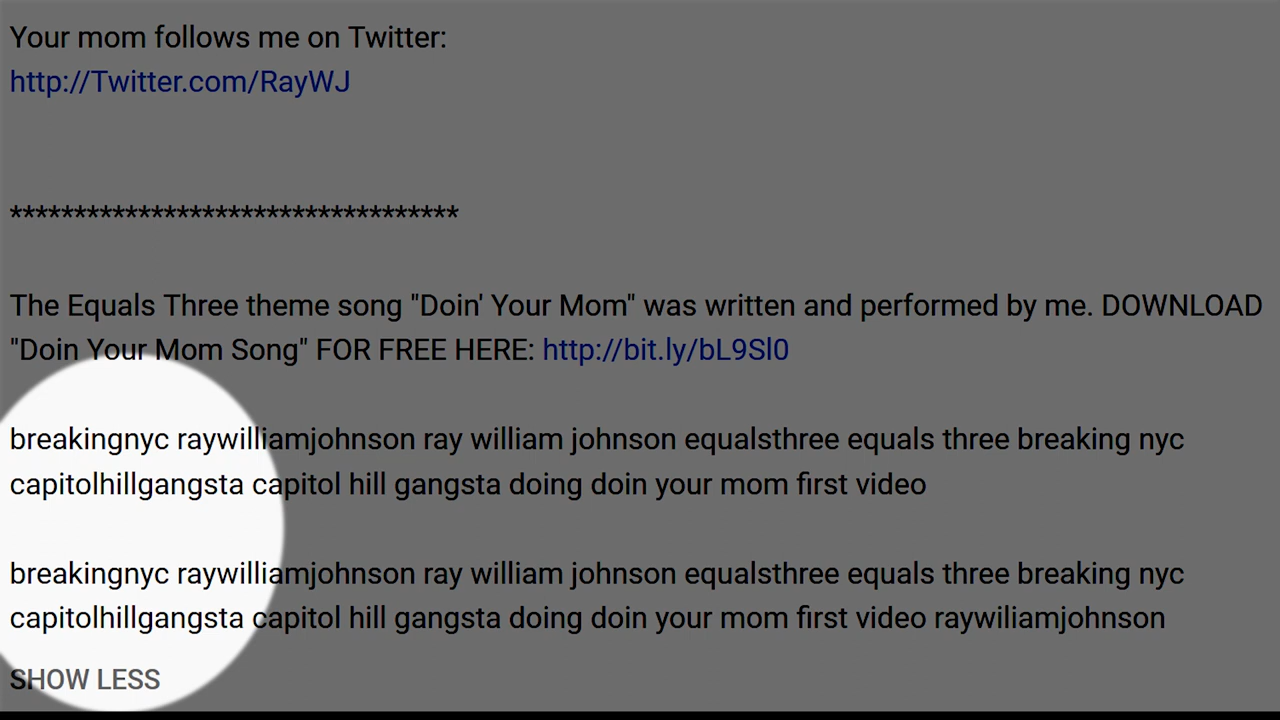 Your mom follows me on Twitter:
http://Twitter.com/RayWJ
***********************************
The Equals Three theme song "Doin' Your Mom" was written and performed by me. DOWNLOAD
"Doin Your Mom Song" FOR FREE HERE: http://bit.ly/bL9Sl0
breakingnyc raywilliamjohnson ray william johnson equalsthree equals three breaking nyc
capitolhillgangsta capitol hill gangsta doing doin your mom first video
breakingnyc raywilliamjohnson ray william johnson equalsthree equals three breaking nyc
capitolhillgangsta capitol hill gangsta doing doin your mom first video raywiliamjohnson
SHOW LESS